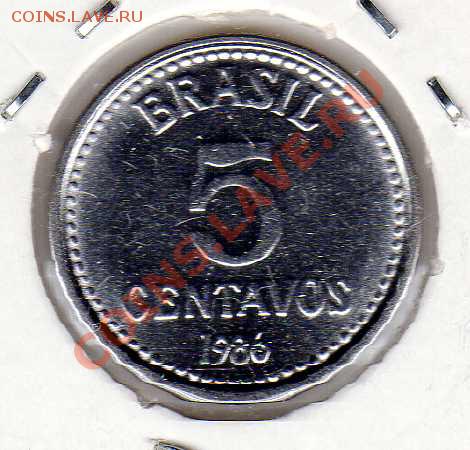 COINS.LAVE.RU
BRASIL
5
CENTAVOS
1986
COINS.LAVE.RU